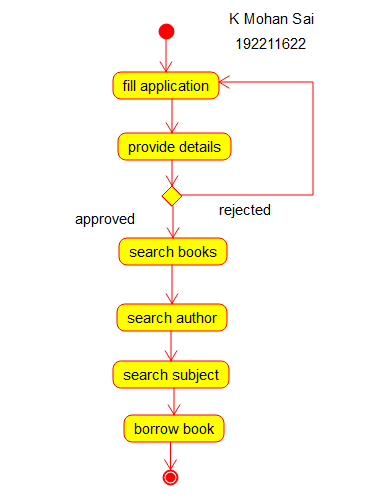 K Mohan Sai
192211622
fill application
provide details
rejected
approved
search books
search author
search subject
borrow book